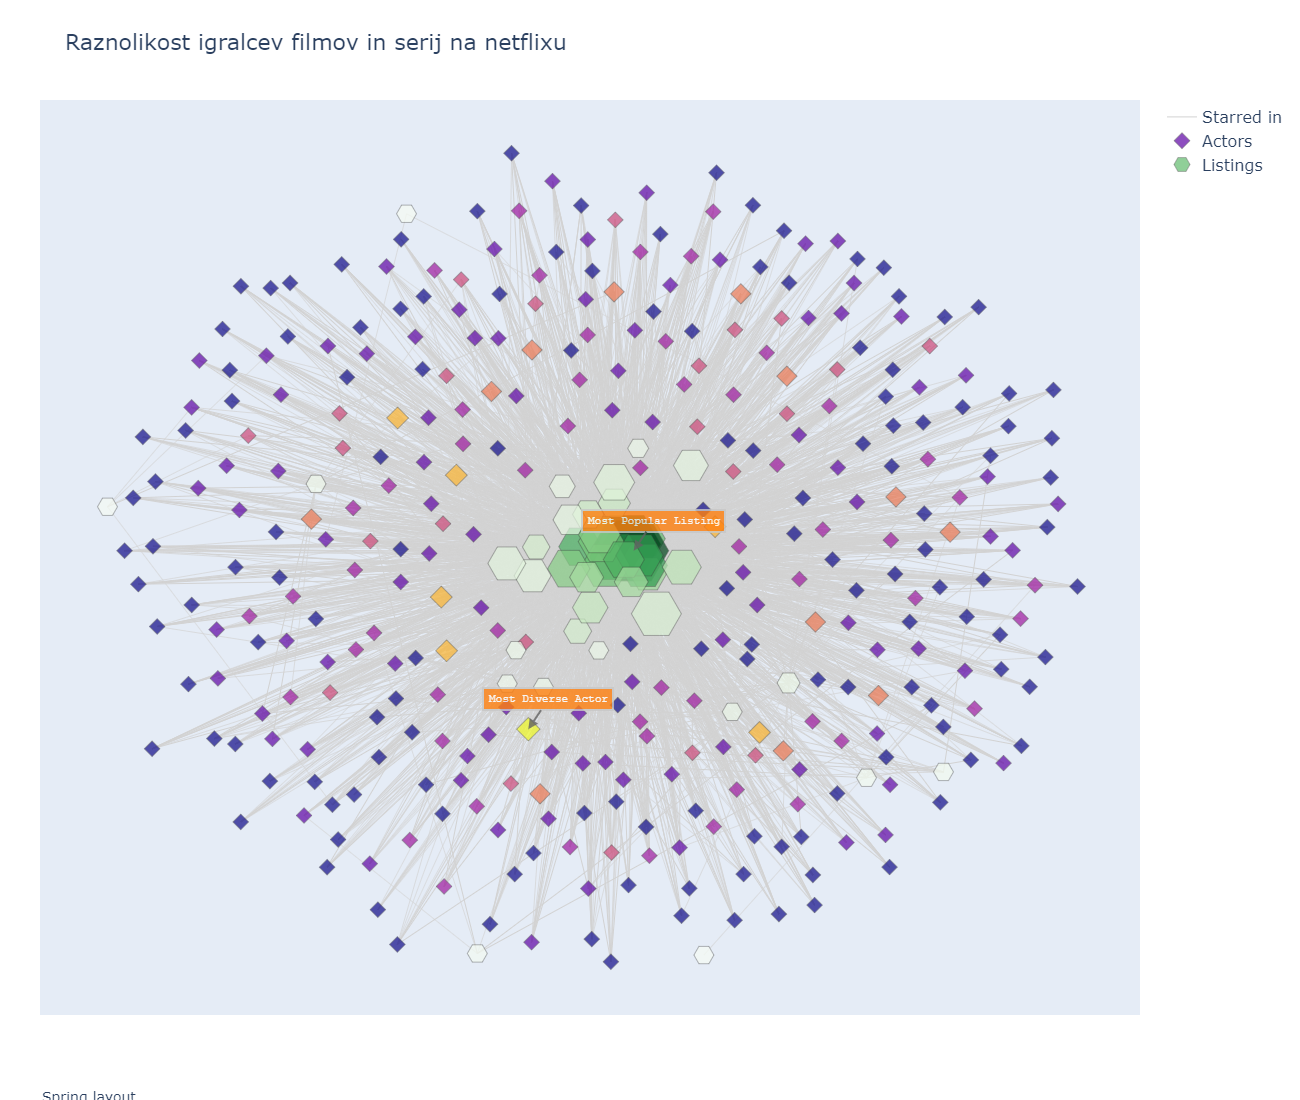 Raznolikost igralcev filmov in serij na netflixu
Starred in
Actors
Listings
Most Popular Listing
Most Diverse Actor
Spring layout